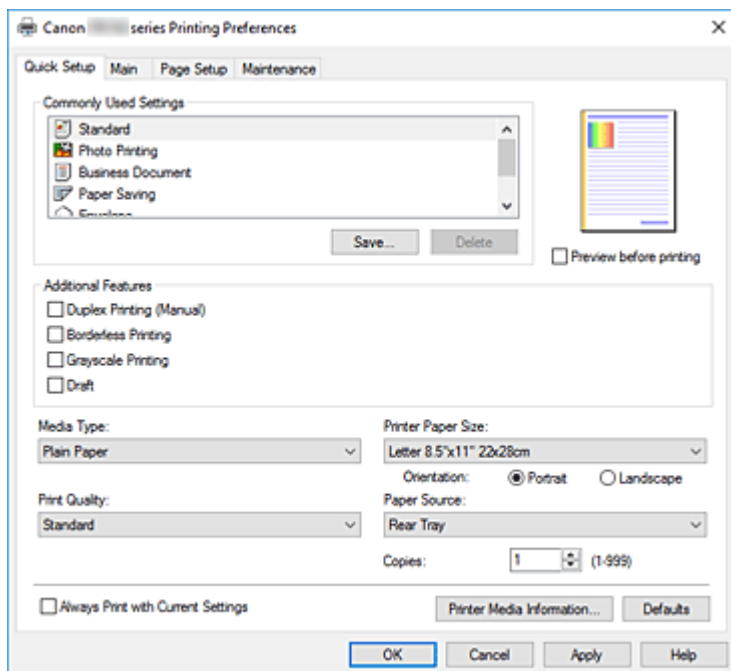 Canon series Printing Preferences
Quick Setup Main Page Setup Maintenance
Commonly Used Settings
Standard
Photo Printing
Business Document
Paper Saving
Envelope
Save... Delete
Preview before printing
Additional Features
Duplex Printing (Manual)
Borderless Printing
Grayscale Printing
Draft
Media Type: Printer Paper Size:
Plain Paper Letter 8.5"x11" 22x28cm
Orientation: Portrait Landscape
Print Quality: Paper Source:
Standard Rear Tray
Copies: 1 (1-999)
Always Print with Current Settings Printer Media Information... Defaults
OK Cancel Apply Help